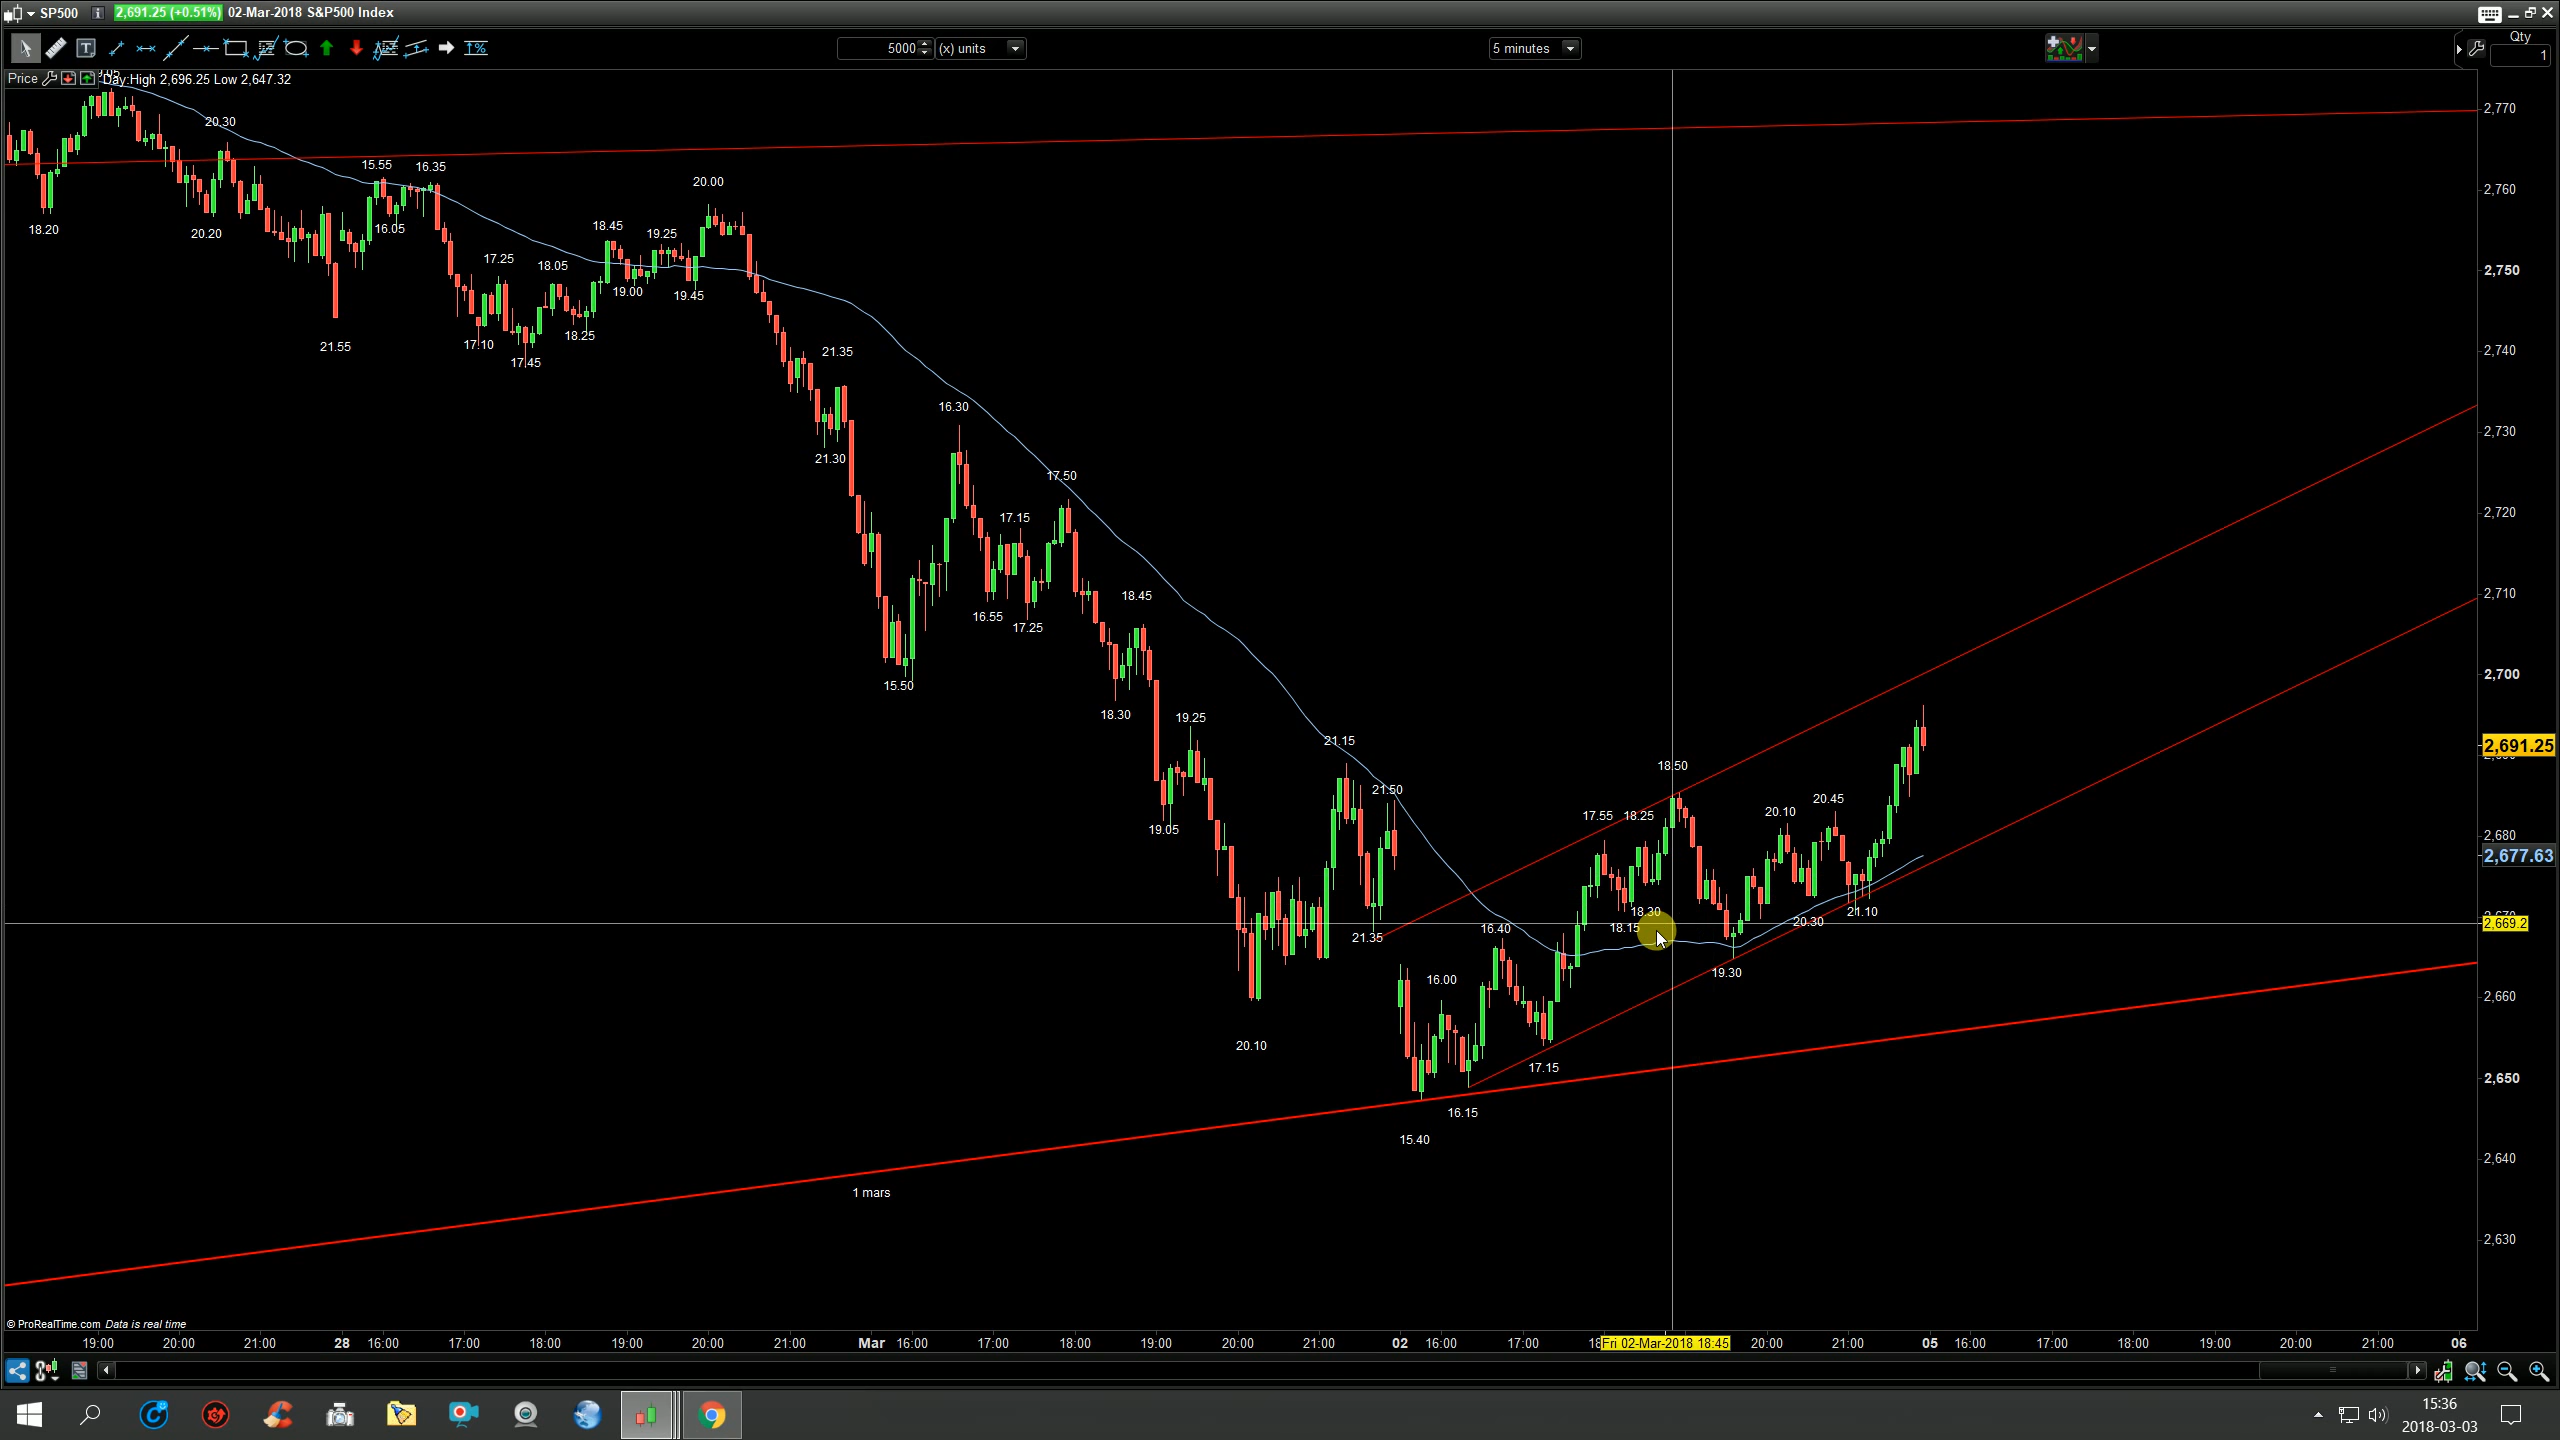 SP500 2,691.25 (+0.51%) 02-Mar-2018 S&P500 Index
5000 (x) units 5 minutes Qty
1
Price Day:High 2,696.25 Low 2,647.32
2,770
20.30
15.55 16.35
20.00 2,760
18.20 20.20 16.05 18.45 19.25
17.25 18.05 2,750
19.00 19.45
21.55 17.10 17.45 18.25 21.35 2,740
16.30
21.30 2,730
17.50
17.15 2,720
18.45 2,710
16.55 17.25
15.50 2,700
18.30 19.25
21.15 18.50 2,691.25
21.50
19.05 17.55 18.25 20.10 20.45 2,680
2,677.63
18.30 21.10
21.35 16.40 18.15 20.30 2,669.2
16.00 19.30
2,660
20.10 17.15
2,650
16.15
15.40
2,640
1 mars
2,630
© ProRealTime.com Data is real time
19:00 20:00 21:00 28 16:00 17:00 18:00 19:00 20:00 21:00 Mar 16:00 17:00 18:00 19:00 20:00 21:00 02 16:00 17:00 Fri 02-Mar-2018 18:45 20:00 21:00 05 16:00 17:00 18:00 19:00 20:00 21:00 06
15:36
2018-03-03